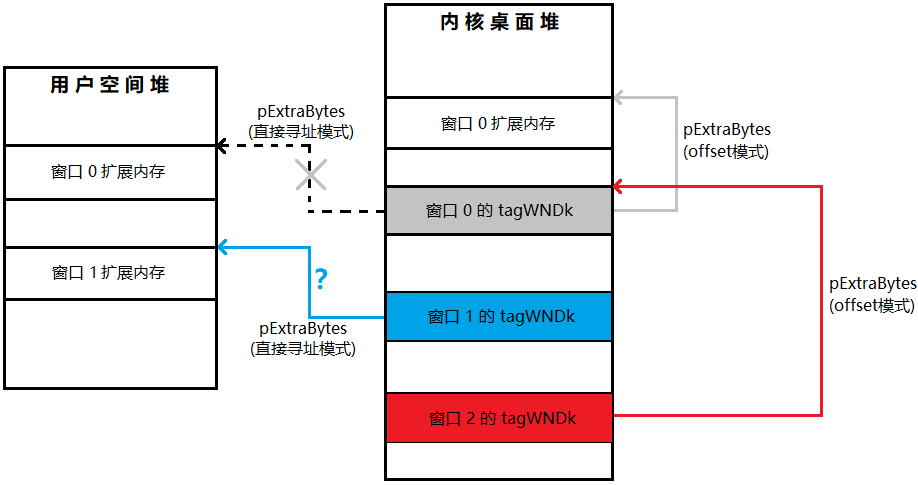 内核桌面堆
用户空间堆
pExtraBytes
(直接寻址模式)
窗口 0 扩展内存
pExtraBytes
(offset模式)
窗口 0 扩展内存
窗口 0 的 tagWNDk
窗口 1 扩展内存
?
pExtraBytes
(offset模式)
窗口 1 的 tagWNDk
pExtraBytes
(直接寻址模式)
窗口 2 的 tagWNDk